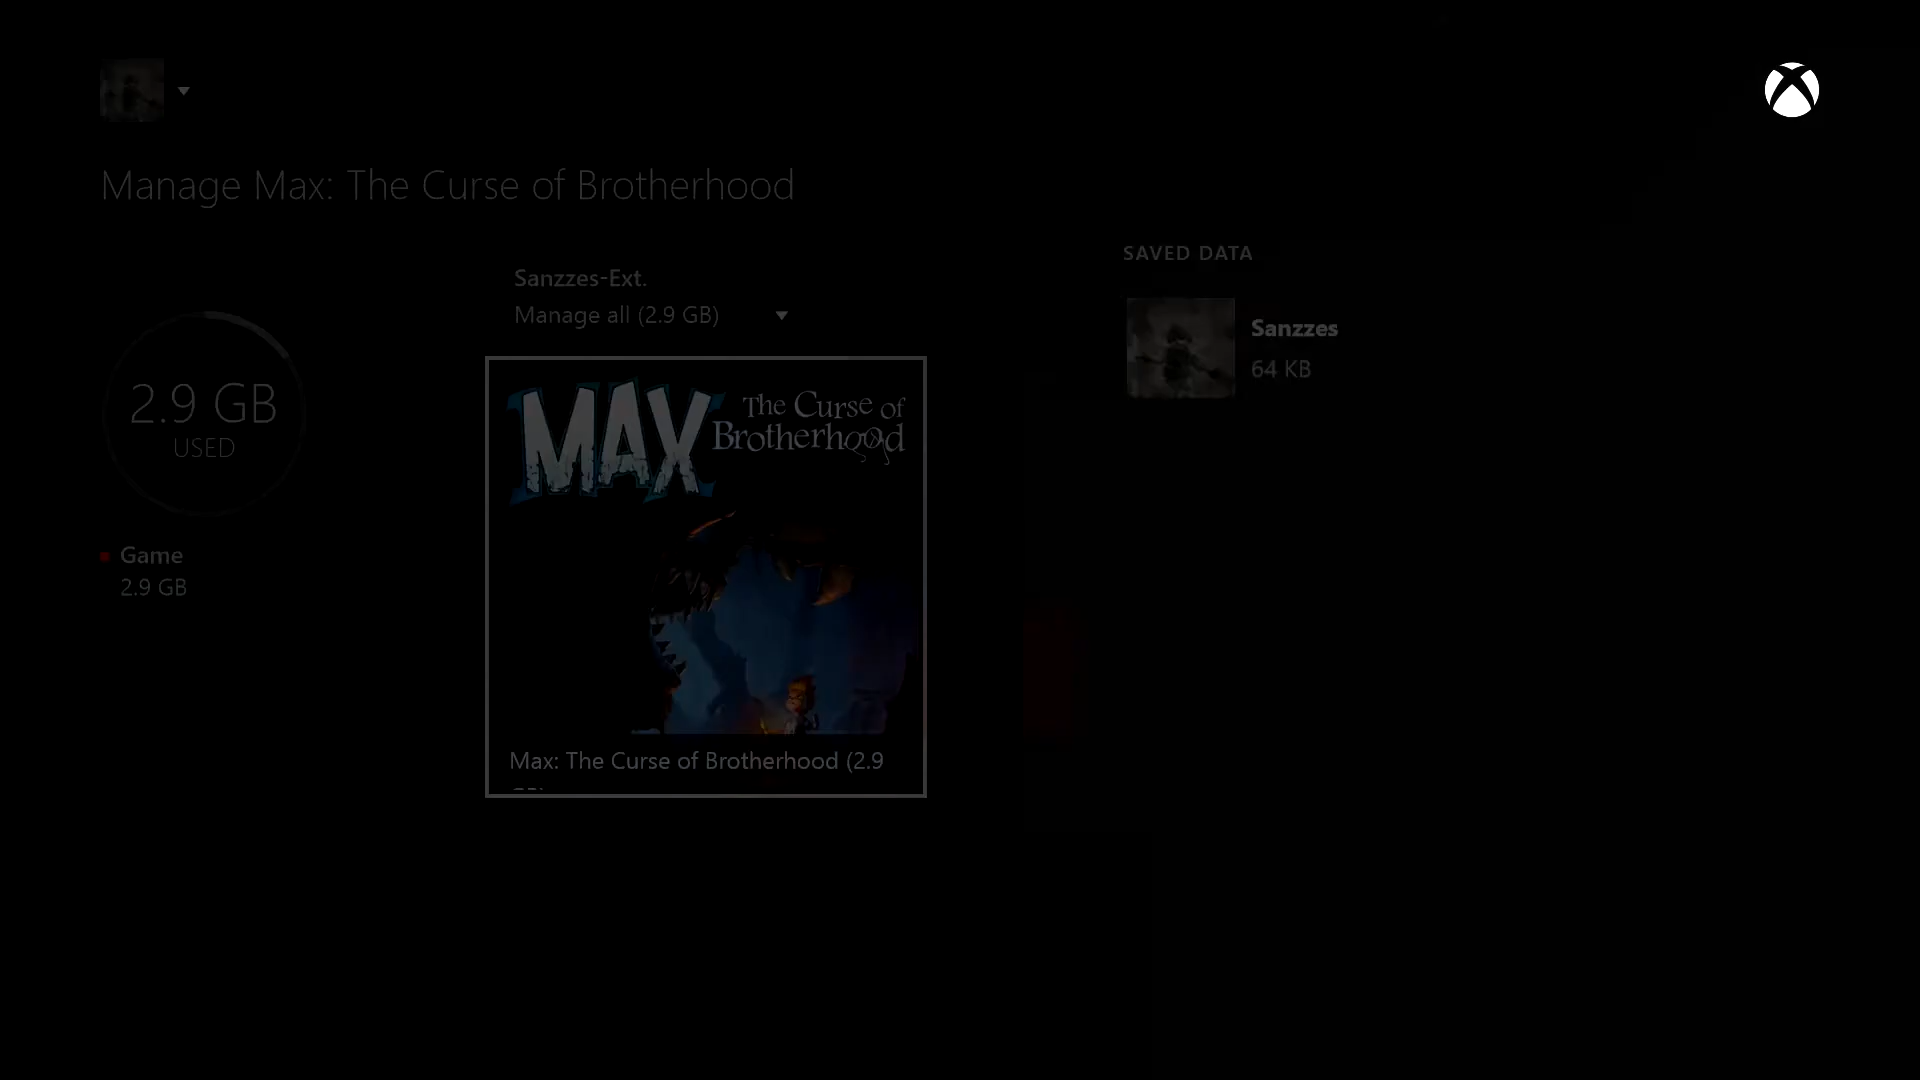 Manage Max: The Curse of Brotherhood
2.9 GB
USED
Game
2.9 GB
Sanzzes-Ext.
Manage all (2.9 GB)
MAX The Curse of
Brotherhood
Max: The Curse of Brotherhood (2.9
SAVED DATA
Sanzzes
64 KB